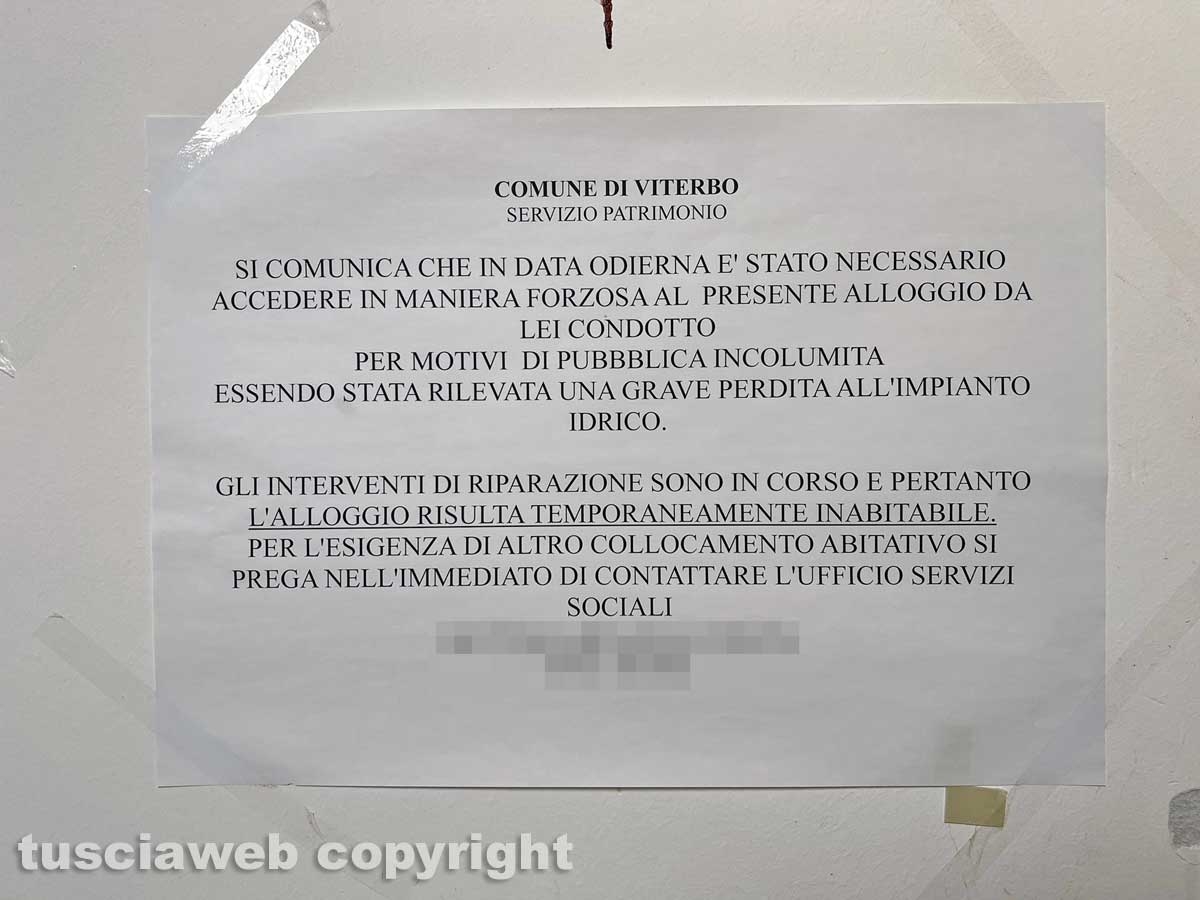 COMUNE DI VITERBO
SERVIZIO PATRIMONIO
SI COMUNICA CHE IN DATA ODIERNA E' STATO NECESSARIO
ACCEDERE IN MANIERA FORZOSA AL PRESENTE ALLOGGIO DA
LEI CONDOTTO
PER MOTIVI DI PUBBBLICA INCOLUMITA
ESSENDO STATA RILEVATA UNA GRAVE PERDITA ALL'IMPIANTO
IDRICO.
GLI INTERVENTI DI RIPARAZIONE SONO IN CORSO E PERTANTO
L'ALLOGGIO RISULTA TEMPORANEAMENTE INABITABILE.
PER L'ESIGENZA DI ALTRO COLLOCAMENTO ABITATIVO SI
PREGA NELL'IMMEDIATO DI CONTATTARE L'UFFICIO SERVIZI
SOCIALI
tusciaweb copyright